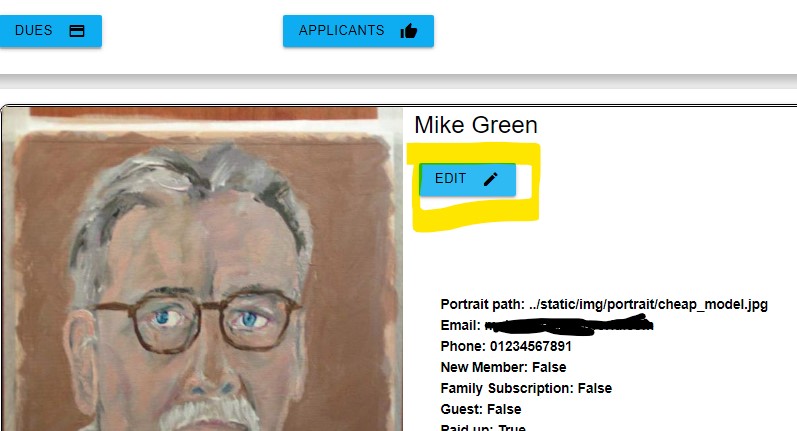 DUES
APPLICANTS
Mike Green
EDIT
Portrait path: ../static/img/portrait/cheap_model.jpg
Email:
Phone: 01234567891
New Member: False
Family Subscription: False
Guest: False
Paid up: True